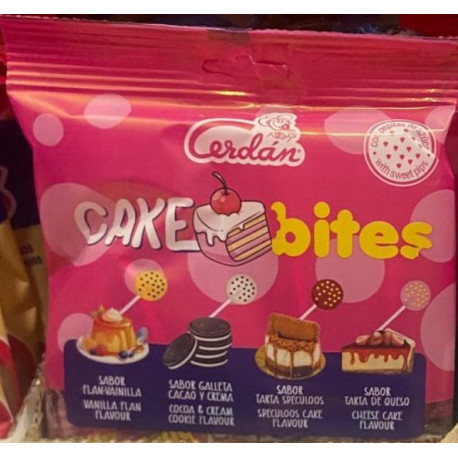 Cerdán
con pepitas de azúcar
with sweet pips
CAKE bites
SABOR
FLAN-VAINILLA
VANILLA FLAN
FLAVOUR
SABOR GALLETA
CACAO Y CREMA
COCOA & CREAM
COOKIE FLAVOUR
SABOR
TARTA SPECULOOS
SPECULOOS CAKE
FLAVOUR
SABOR
TARTA DE QUESO
CHEESE CAKE
FLAVOUR